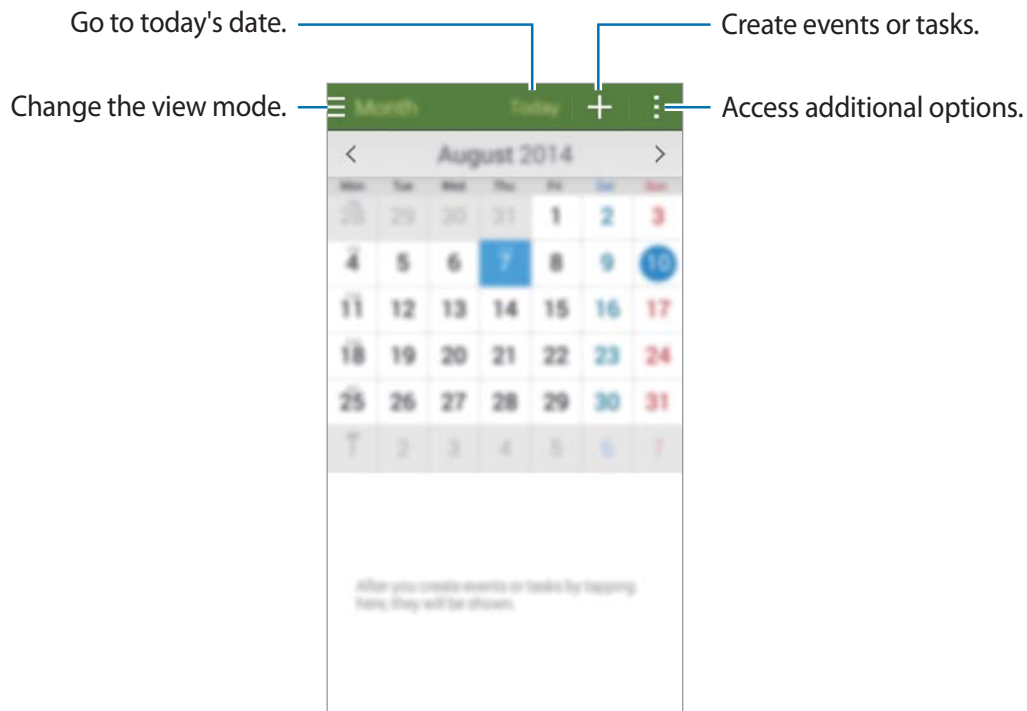 Go to today's date.
Create events or tasks.
Change the view mode.
Month
Today
Access additional options.
August 2014
Mon Tue Wed Thu Fri Sat Sun
28 29 30 31 1 2 3
4 5 6 7 8 9 10
11 12 13 14 15 16 17
18 19 20 21 22 23 24
25 26 27 28 29 30 31
1 2 3 4 5 6 7
After you create events or tasks by tapping
here, they will be shown.